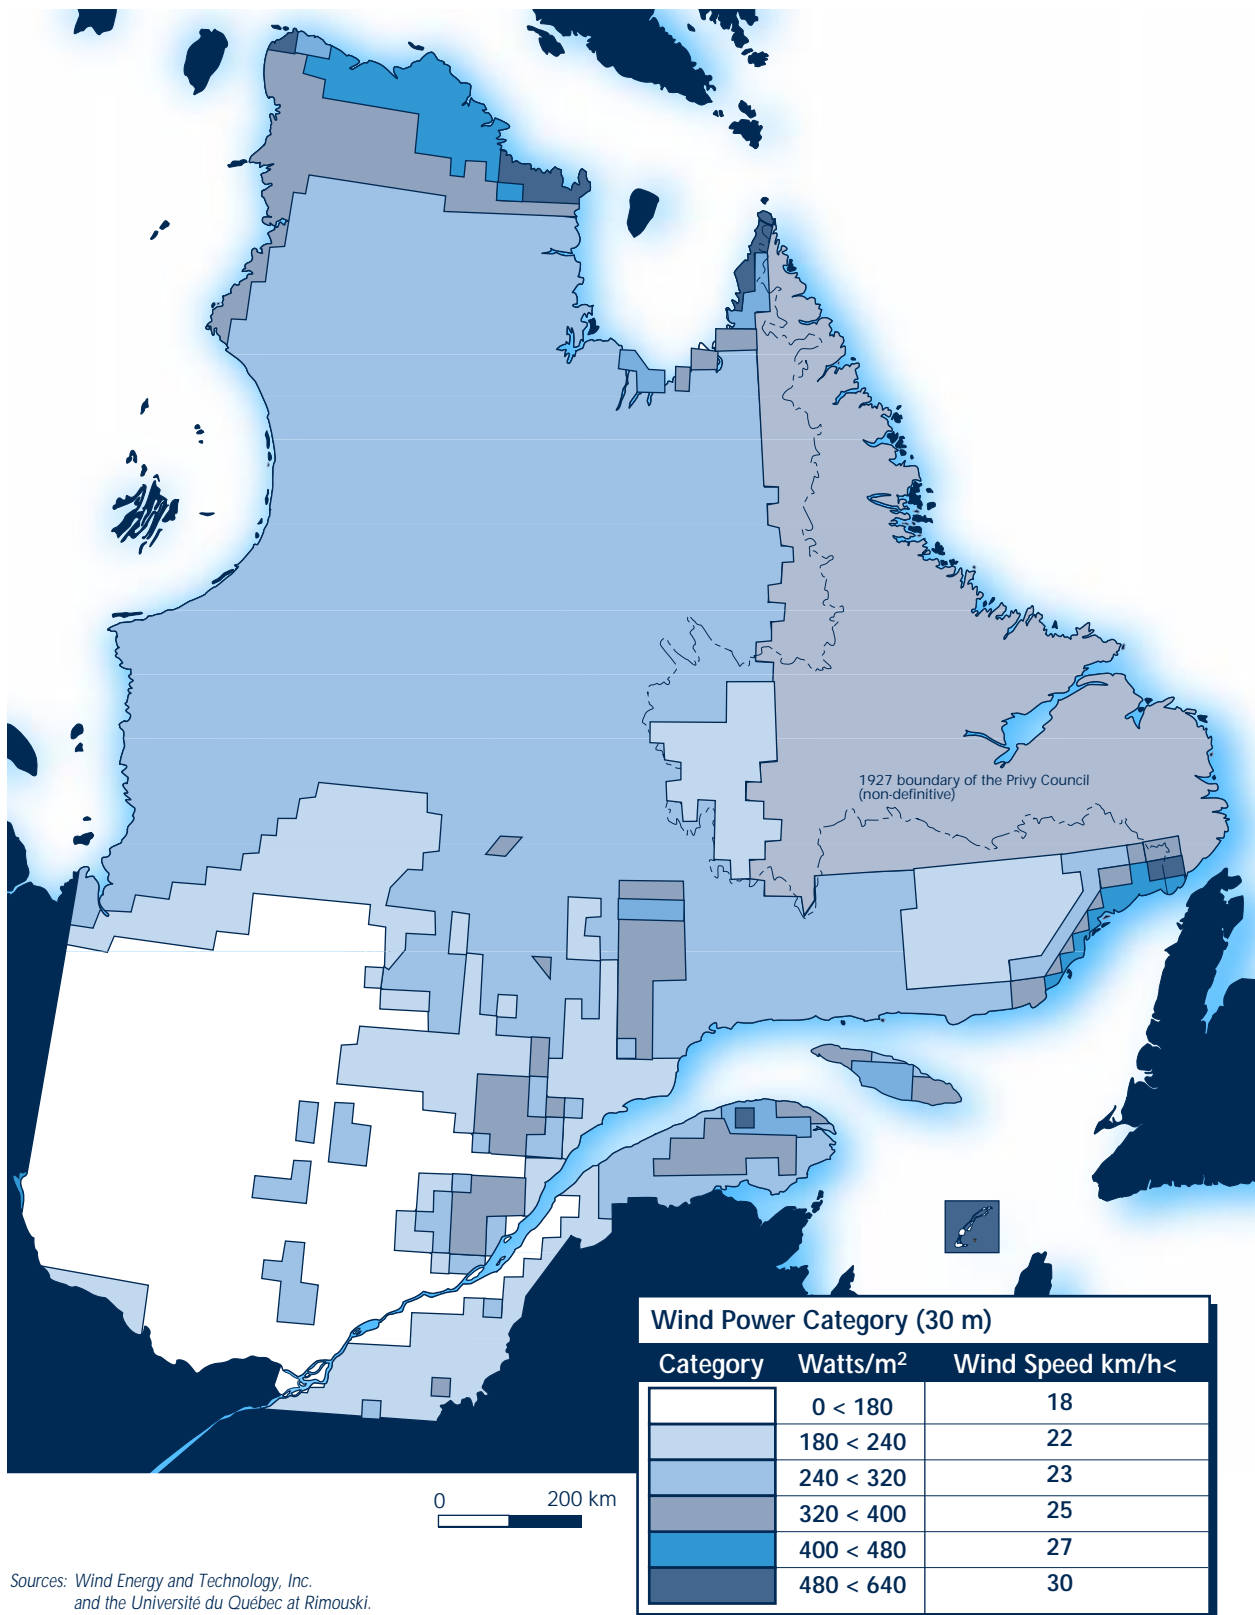 1927 boundary of the Privy Council
(non-definitive)
Wind Power Category (30 m)
Category Watts/m2 Wind Speed km/h<
0 < 180 18
180 < 240 22
240 < 320 23
320 < 400 25
400 < 480 27
480 < 640 30
0 200 km
Sources: Wind Energy and Technology, Inc.
and the Université du Québec at Rimouski.